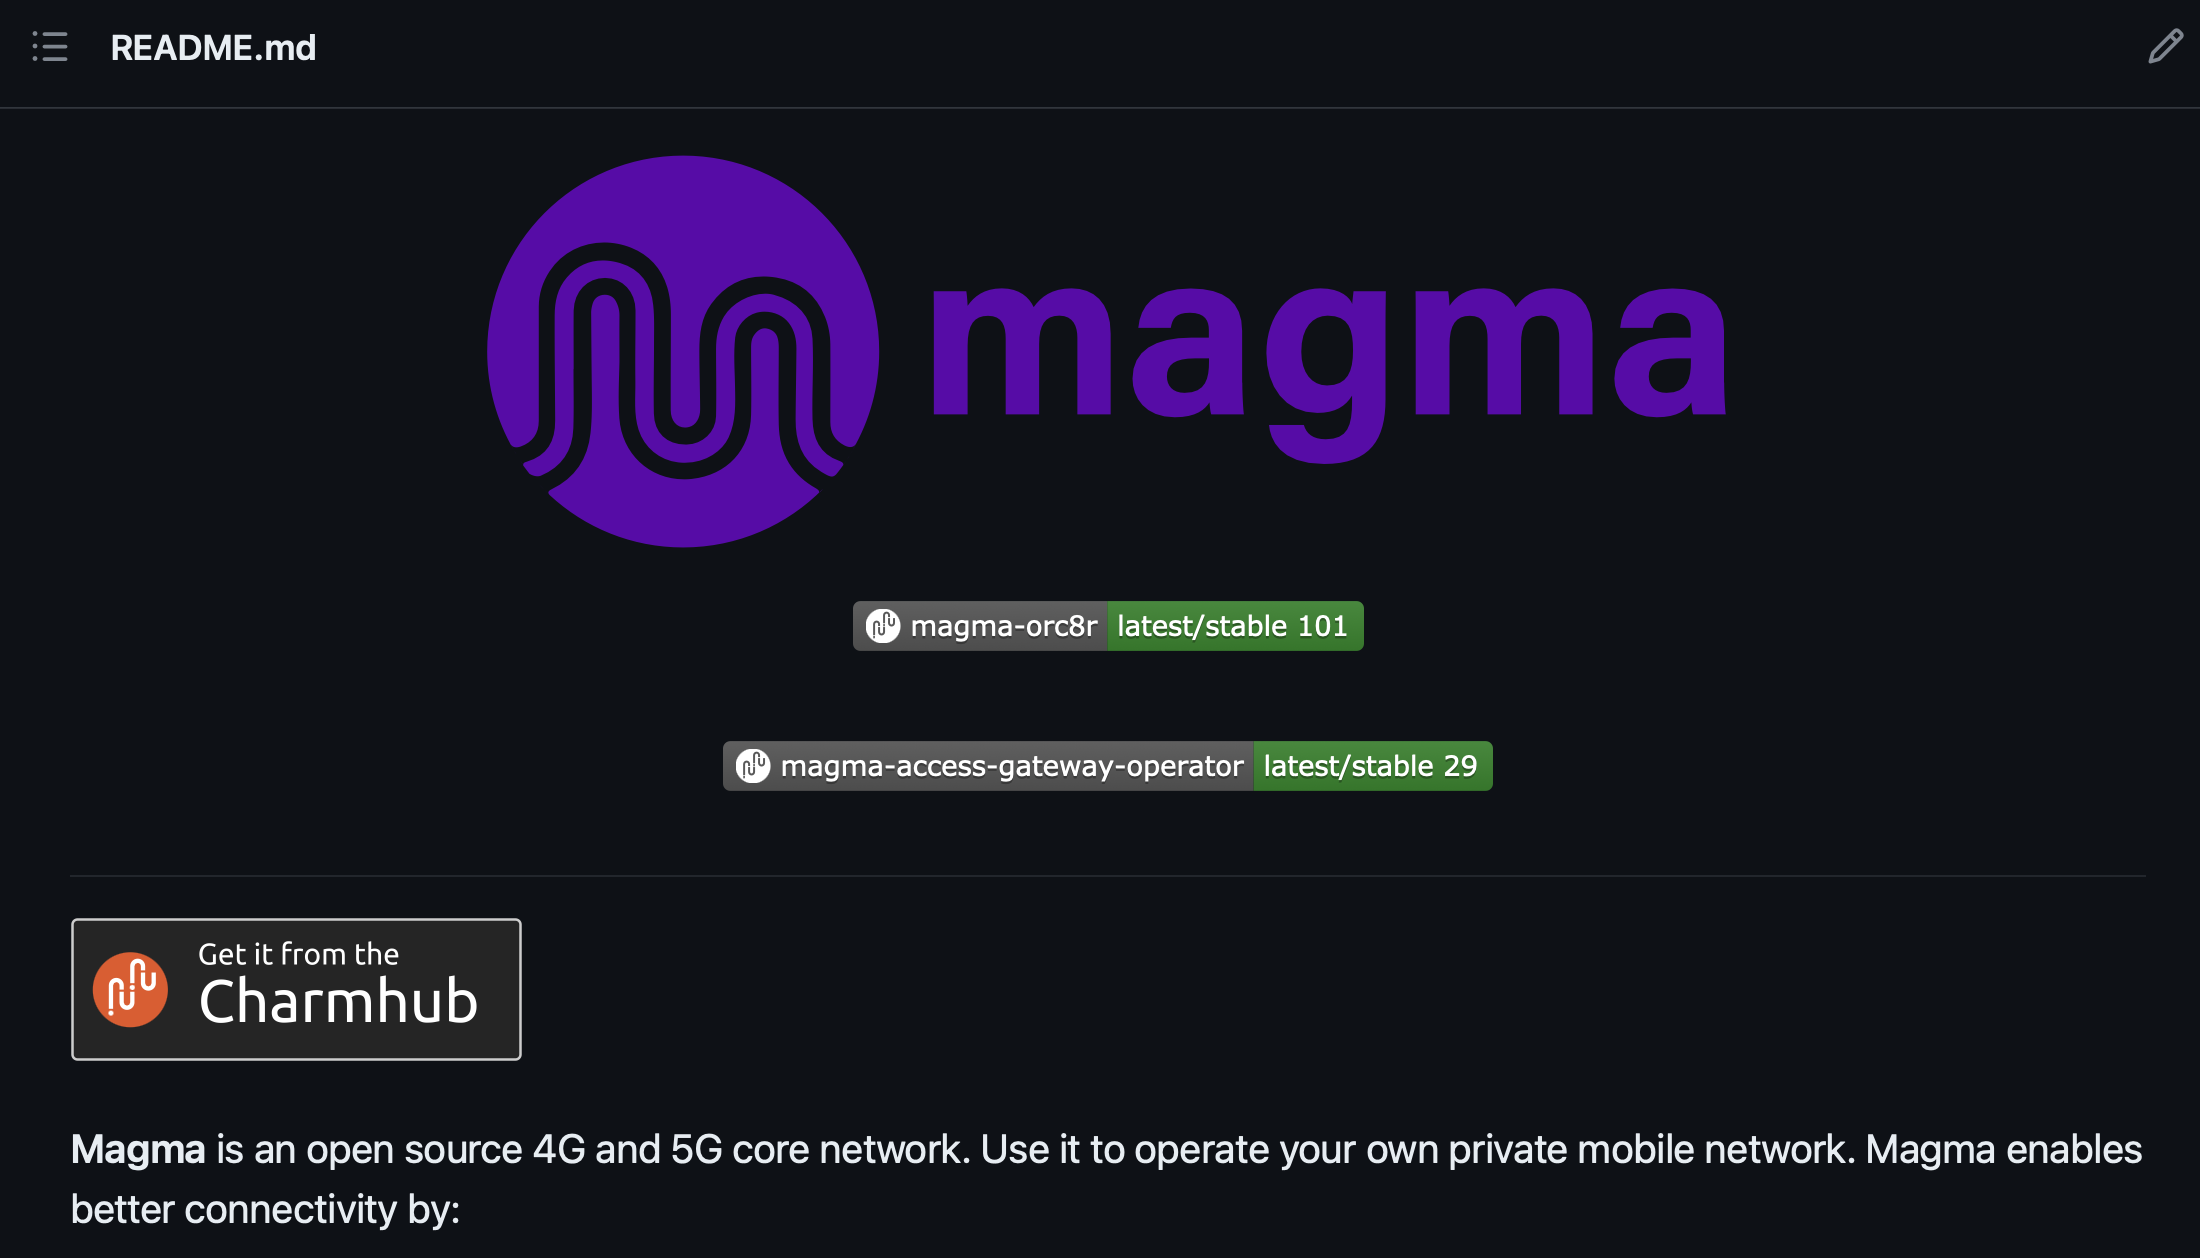 README.md
magma
magma-orc8r latest/stable 101
magma-access-gateway-operator latest/stable 29
Get it from the
Charmhub
Magma is an open source 4G and 5G core network. Use it to operate your own private mobile network. Magma enables
better connectivity by: